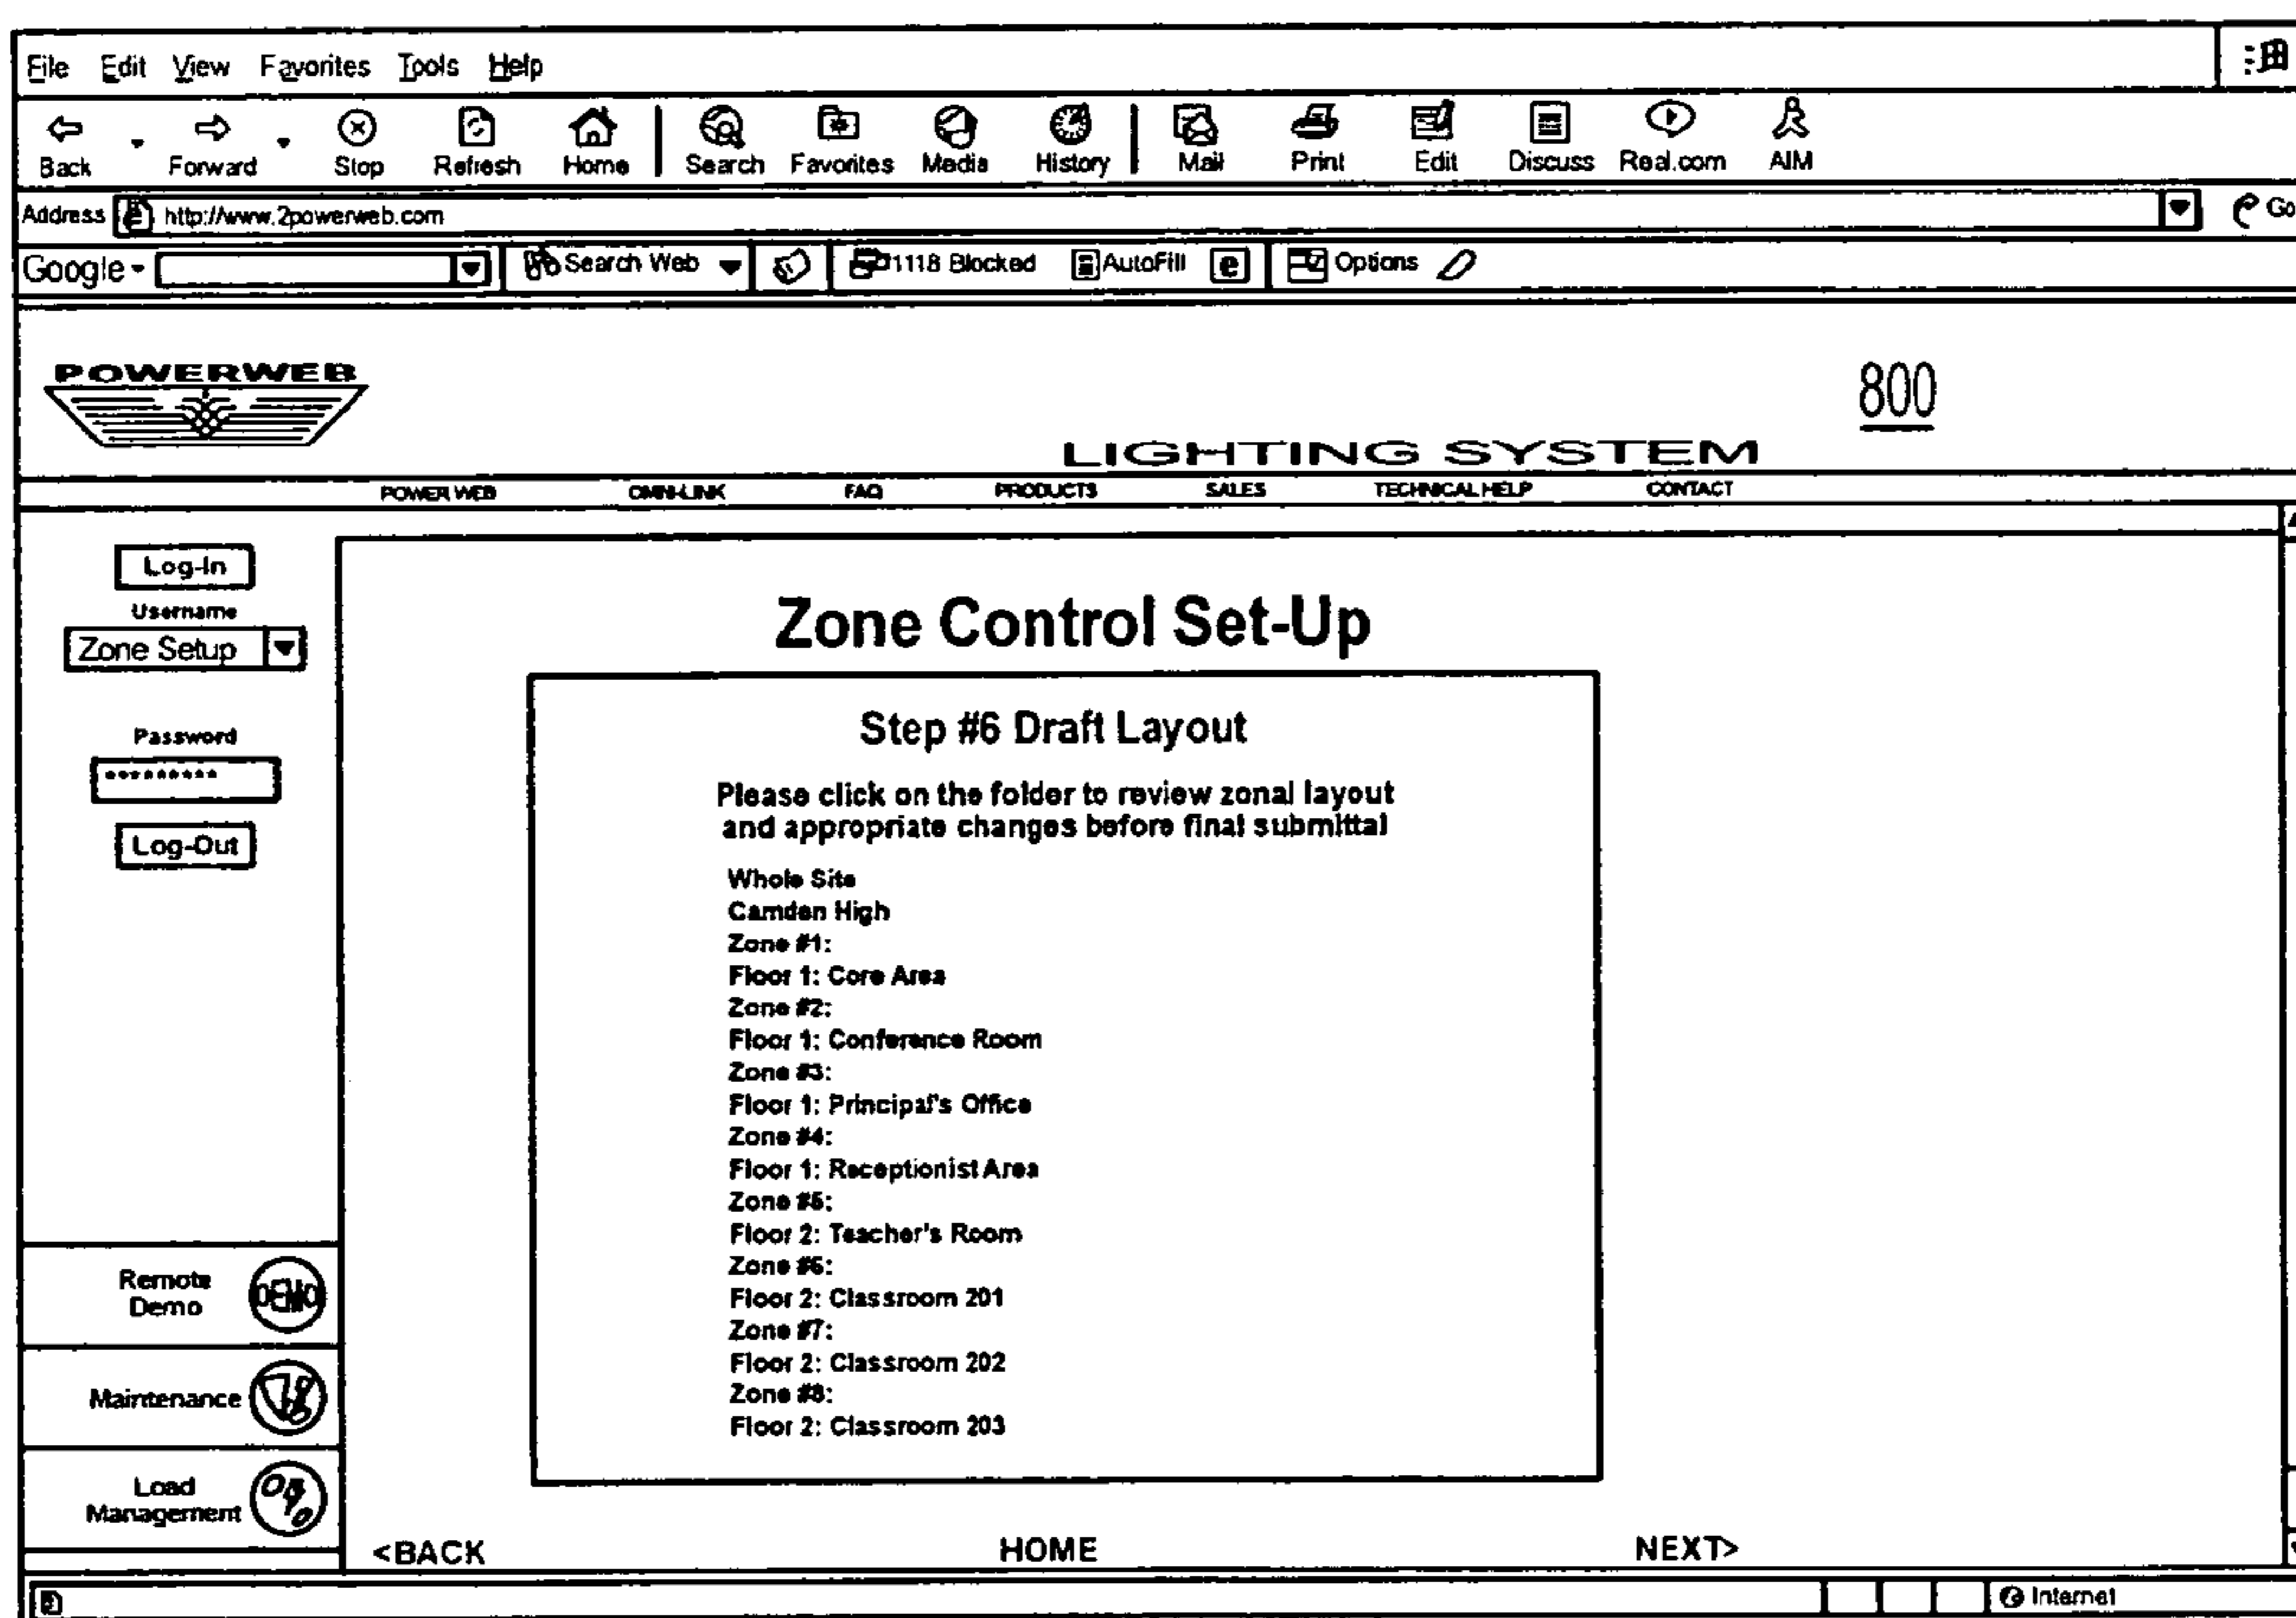 File Edit View Favorites Tools Help
Back Forward Stop Refresh Home Search Favorites Media History Mail Print Edit Discuss Real.com AIM
Address http://www.2powerweb.com Go
Google Search Web 1118 Blocked AutoFill Options
POWERWEB
800
LIGHTING SYSTEM
POWER WEB OMNI-LINK FAQ PRODUCTS SALES TECHNICAL HELP CONTACT
Log-In
Username
Zone Setup
Password
*********
Log-Out
Remote
Demo
DEMO
Maintenance
Load
Management
Zone Control Set-Up
Step #6 Draft Layout
Please click on the folder to review zonal layout
and appropriate changes before final submittal
Whole Site
Camden High
Zone #1:
Floor 1: Core Area
Zone #2:
Floor 1: Conference Room
Zone #3:
Floor 1: Principal's Office
Zone #4:
Floor 1: Receptionist Area
Zone #5:
Floor 2: Teacher's Room
Zone #6:
Floor 2: Classroom 201
Zone #7:
Floor 2: Classroom 202
Zone #8:
Floor 2: Classroom 203
<BACK HOME NEXT>
Internet